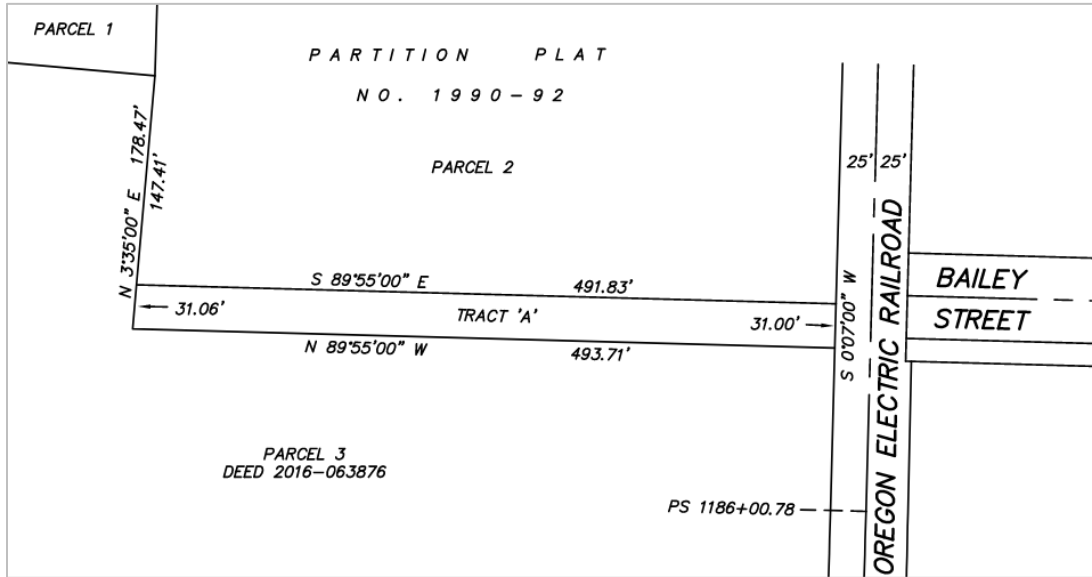 PARCEL 1
PARTITION PLAT
NO. 1990-92
PARCEL 2
N 3°35'00" E 178.47'
147.41'
25' 25'
S 89°55'00" E 491.83'
31.06'
TRACT 'A'
31.00'
N 89°55'00" W 493.71'
S 0°07'00" W
OREGON ELECTRIC RAILROAD
BAILEY
STREET
PARCEL 3
DEED 2016-063876
PS 1186+00.78